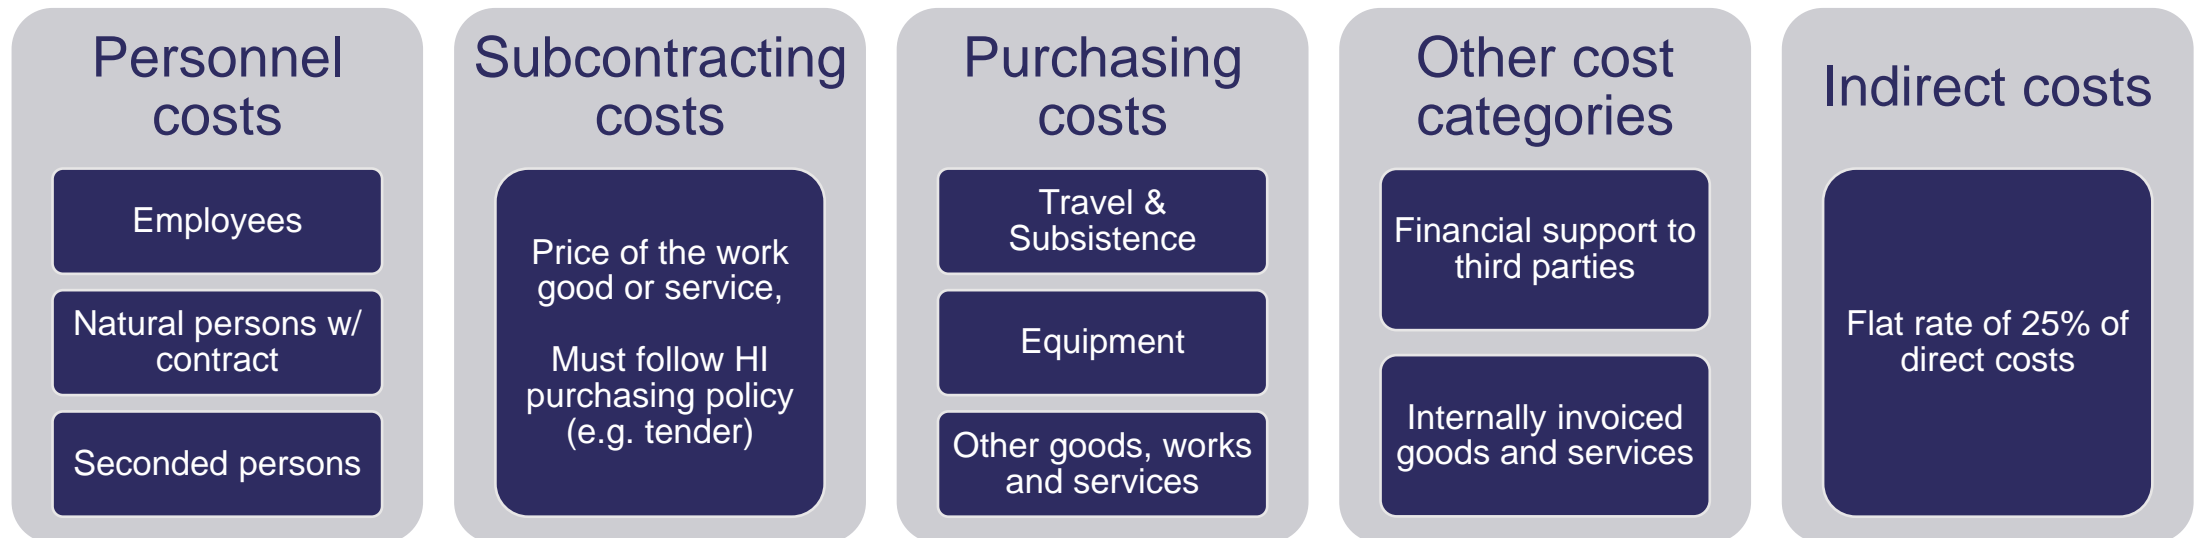 Personnel
costs
Employees
Natural persons w/
contract
Seconded persons
Subcontracting
costs
Price of the work
good or service,
Must follow HI
purchasing policy
(e.g. tender)
Purchasing
costs
Travel &
Subsistence
Equipment
Other goods, works
and services
Other cost
categories
Financial support to
third parties
Internally invoiced
goods and services
Indirect costs
Flat rate of 25% of
direct costs